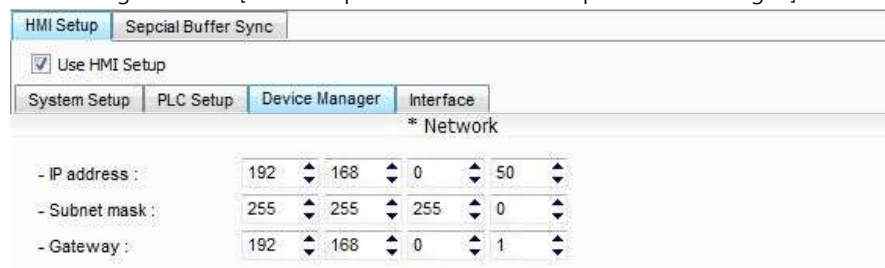 HMI Setup Sepcial Buffer Sync
Use HMI Setup
System Setup PLC Setup Device Manager Interface
* Network
- IP address : 192 168 0 50
- Subnet mask : 255 255 255 0
- Gateway : 192 168 0 1